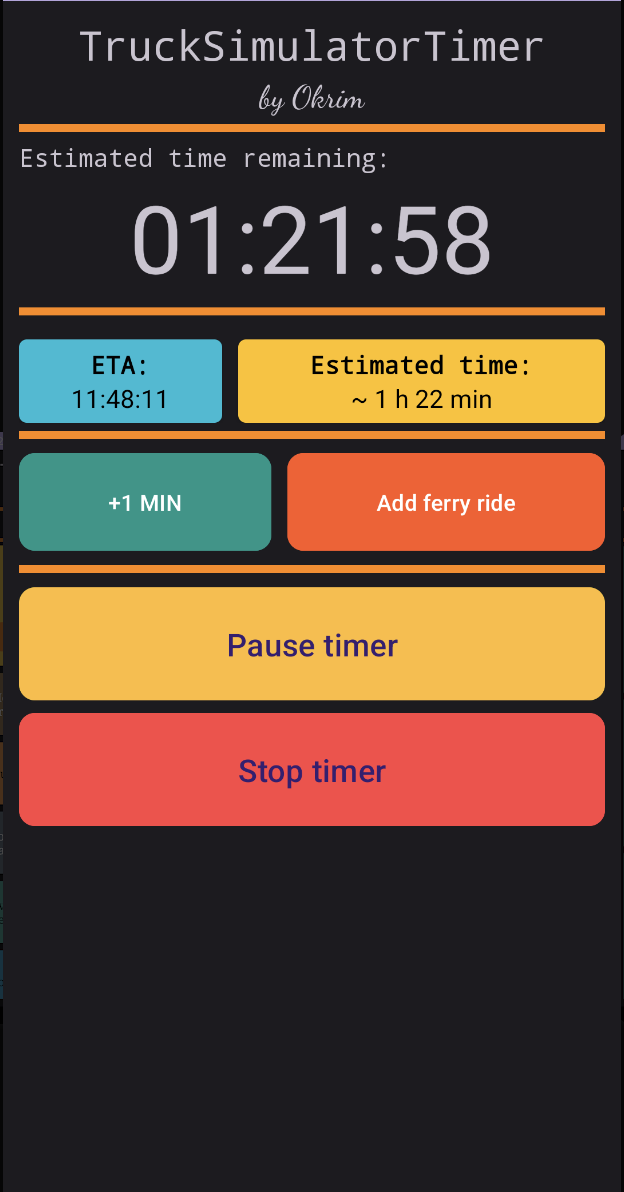 TruckSimulatorTimer
by Okrim
Estimated time remaining:
01:21:58
ETA:
11:48:11
Estimated time:
~ 1 h 22 min
+1 MIN
Add ferry ride
Pause timer
Stop timer